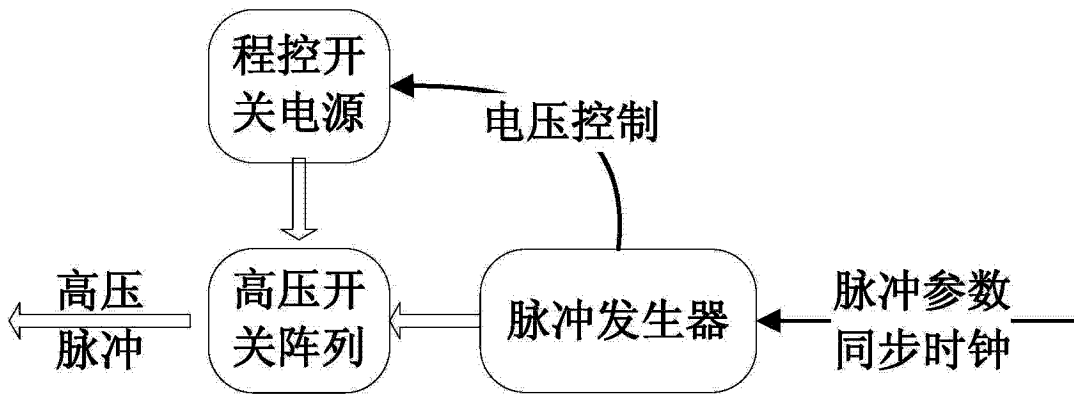 程控开
关电源
电压控制
高压
脉冲
高压开
关阵列
脉冲发生器
脉冲参数
同步时钟